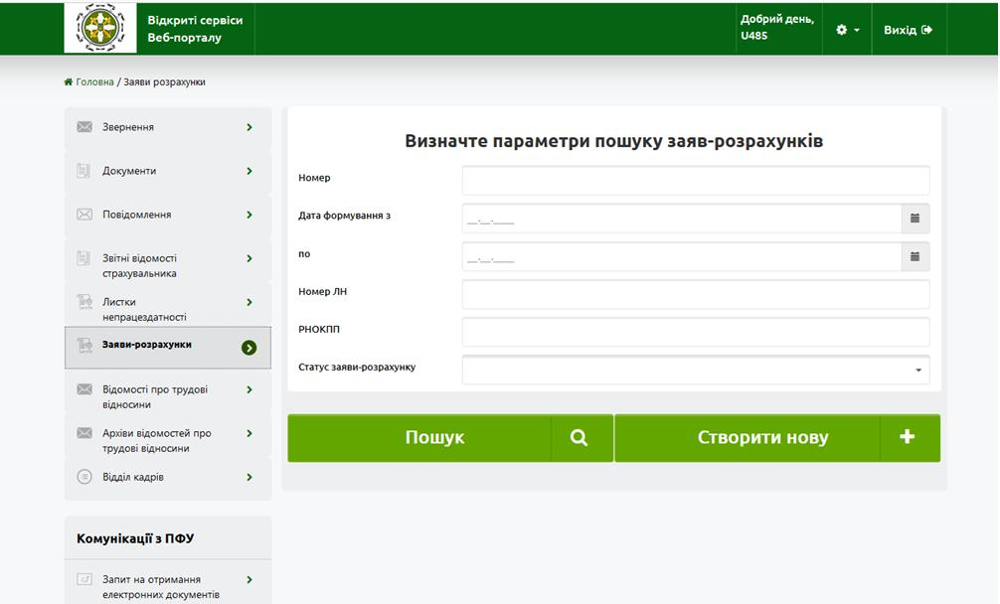 Відкриті сервіси
Веб-порталу
Добрий день,
U485
Вихід
Головна / Заяви розрахунки
Звернення
Документи
Повідомлення
Звітні відомості
страхувальника
Листки
непрацездатності
Заяви-розрахунки
Відомості про трудові
відносини
Архіви відомостей про
трудові відносини
Відділ кадрів
Комунікації з ПФУ
Запит на отримання
електронних документів
Визначте параметри пошуку заяв-розрахунків
Номер
Дата формування з
__.__.____
по
__.__.____
Номер ЛН
РНОКПП
Статус заяви-розрахунку
Пошук
Створити нову